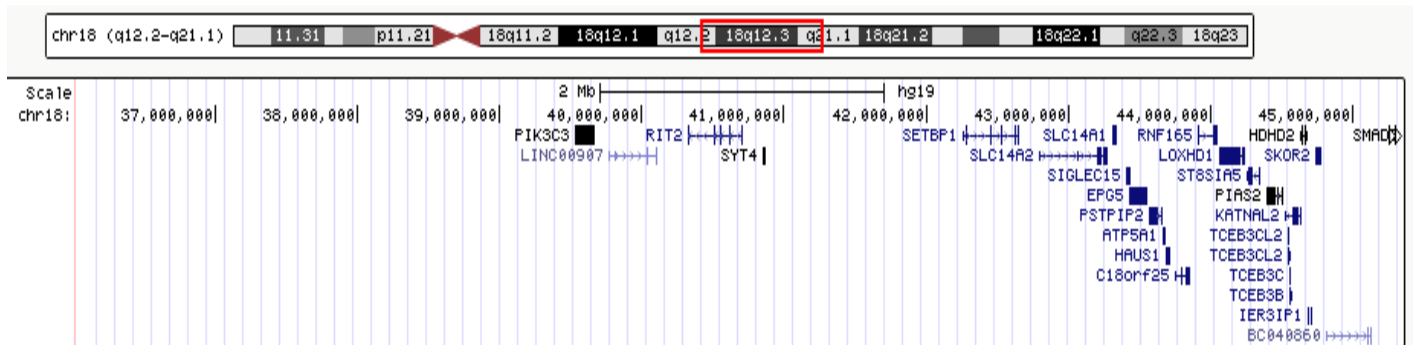 chr18 (q12.2-q21.1) 11.31 p11.21 18q11.2 18q12.1 q12.2 18q12.3 q21.1 18q21.2 18q22.1 q22.3 18q23
Scale 2 Mb hg19
chr18: 37,000,000 38,000,000 39,000,000 40,000,000 41,000,000 42,000,000 43,000,000 44,000,000 45,000,000
PIK3C3 RIT2 SETBP1 SLC14A1 RNF165 HDHD2
LINC00907 SYT4 SLC14A2 LOXHD1 SKOR2
SIGLEC15 ST8SIA5
EPG5 PIAS2
PSTPIP2 KATNAL2
ATP5A1 TCEB3CL2
HAUS1 TCEB3CL2
C18orf25 TCEB3C
TCEB3B
IER3IP1
BC040860